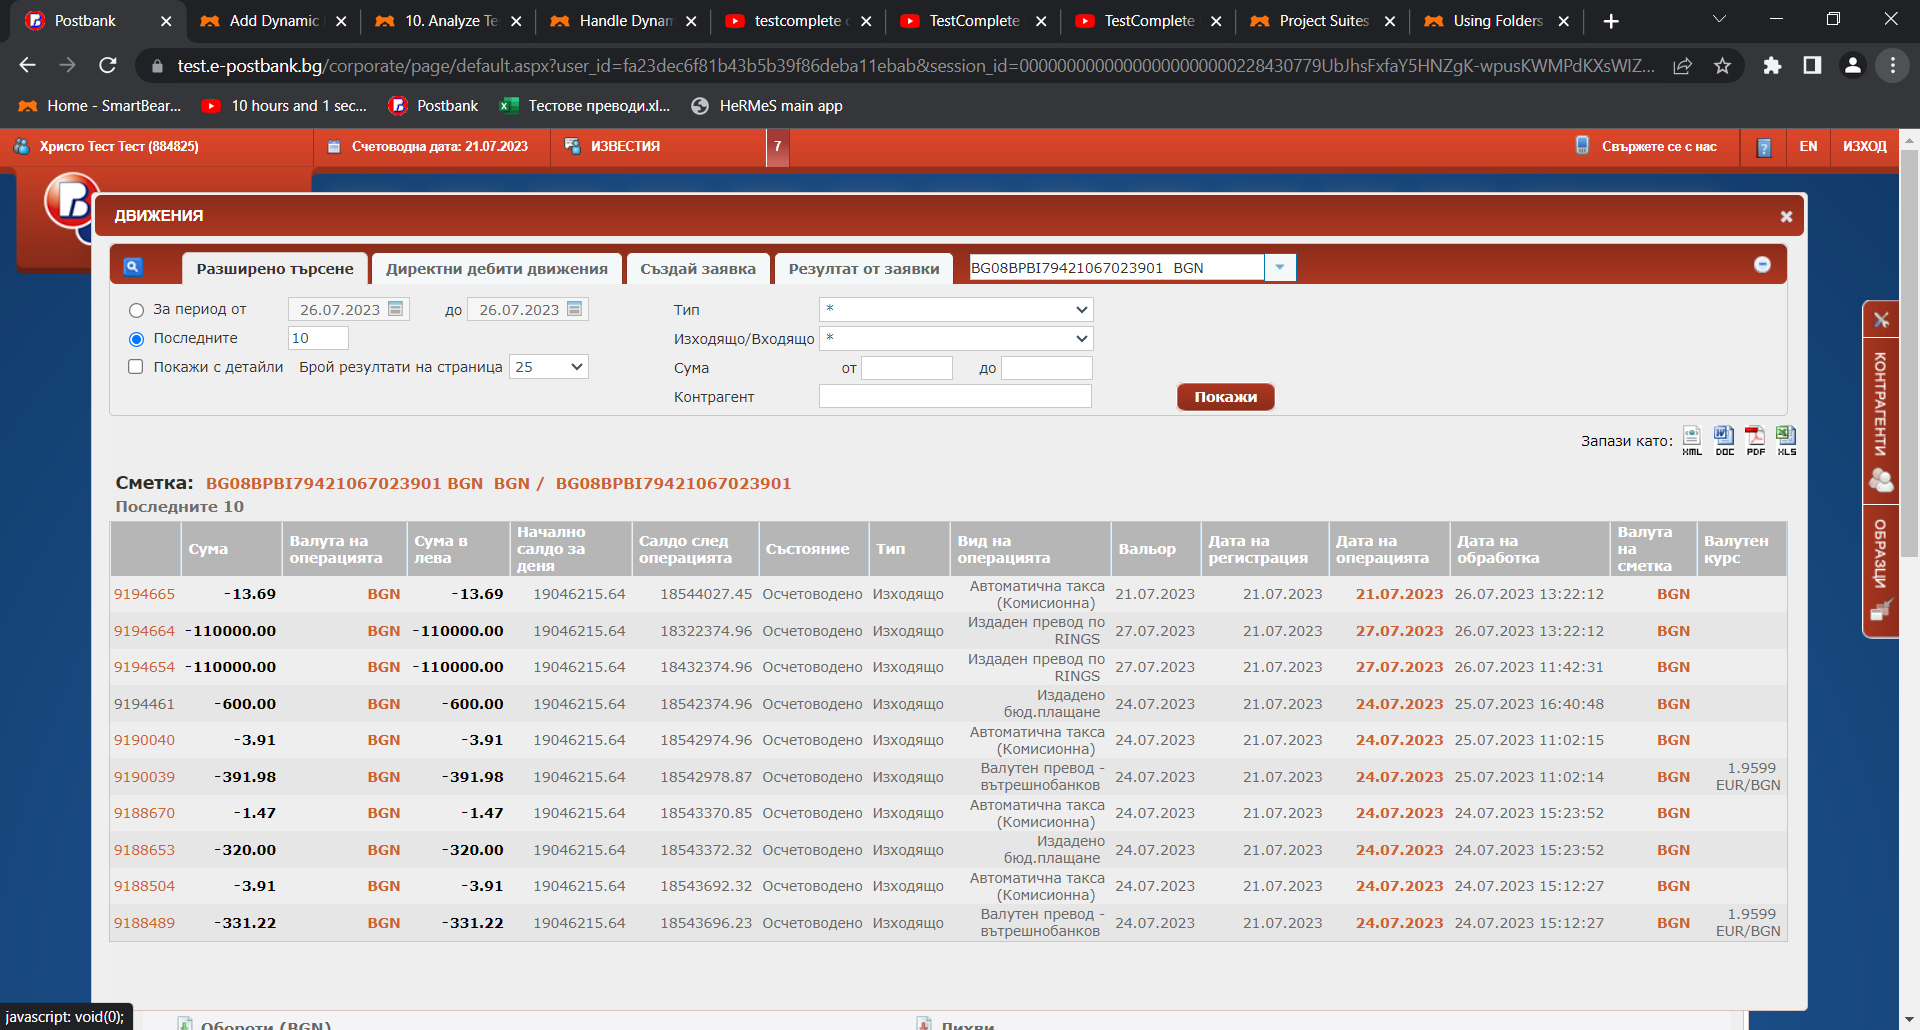 Postbank
Add Dynamic
10. Analyze Te
Handle Dynam
testcomplete
TestComplete
TestComplete
Project Suites
Using Folders
test.e-postbank.bg/corporate/page/default.aspx?user_id=fa23dec6f81b43b5b39f86deba11ebab&session_id=
Home - SmartBear...
10 hours and 1 sec...
Postbank
Тестове преводи.xl...
HeRMeS main app
Христо Тест Тест (884825)
Счетоводна дата: 21.07.2023
ИЗВЕСТИЯ
7
Свържете се с нас
EN
ИЗХОД
ДВИЖЕНИЯ
Разширено търсене
Директни дебити движения
Създай заявка
Резултат от заявки
BG08BPBI79421067023901 BGN
За период от 26.07.2023 до 26.07.2023
Тип *
Последните 10
Изходящо/Входящо *
Покажи с детайли Брой резултати на страница 25
Сума от до
Контрагент
Покажи
Запази като: XML DOC PDF XLS
КОНТРАГЕНТИ
ОБРАЗЦИ
Сметка: BG08BPBI79421067023901 BGN BGN / BG08BPBI79421067023901
Последните 10
Сума
Валута на операцията
Сума в лева
Начално салдо за деня
Салдо след операцията
Състояние
Тип
Вид на операцията
Вальор
Дата на регистрация
Дата на операцията
Дата на обработка
Валута на сметка
Валутен курс
9194665 -13.69 BGN -13.69 19046215.64 18544027.45 Осчетоводено Изходящо Автоматична такса (Комисионна) 21.07.2023 21.07.2023 21.07.2023 26.07.2023 13:22:12 BGN
9194664 -110000.00 BGN -110000.00 19046215.64 18322374.96 Осчетоводено Изходящо Издаден превод по RINGS 27.07.2023 21.07.2023 27.07.2023 26.07.2023 13:22:12 BGN
9194654 -110000.00 BGN -110000.00 19046215.64 18432374.96 Осчетоводено Изходящо Издаден превод по RINGS 27.07.2023 21.07.2023 27.07.2023 26.07.2023 11:42:31 BGN
9194461 -600.00 BGN -600.00 19046215.64 18542374.96 Осчетоводено Изходящо Издадено бюд.плащане 24.07.2023 21.07.2023 24.07.2023 25.07.2023 16:40:48 BGN
9190040 -3.91 BGN -3.91 19046215.64 18542974.96 Осчетоводено Изходящо Автоматична такса (Комисионна) 24.07.2023 21.07.2023 24.07.2023 25.07.2023 11:02:15 BGN
9190039 -391.98 BGN -391.98 19046215.64 18542978.87 Осчетоводено Изходящо Валутен превод - вътрешнобанков 24.07.2023 21.07.2023 24.07.2023 25.07.2023 11:02:14 BGN 1.9599 EUR/BGN
9188670 -1.47 BGN -1.47 19046215.64 18543370.85 Осчетоводено Изходящо Автоматична такса (Комисионна) 24.07.2023 21.07.2023 24.07.2023 24.07.2023 15:23:52 BGN
9188653 -320.00 BGN -320.00 19046215.64 18543372.32 Осчетоводено Изходящо Издадено бюд.плащане 24.07.2023 21.07.2023 24.07.2023 24.07.2023 15:23:52 BGN
9188504 -3.91 BGN -3.91 19046215.64 18543692.32 Осчетоводено Изходящо Автоматична такса (Комисионна) 24.07.2023 21.07.2023 24.07.2023 24.07.2023 15:12:27 BGN
9188489 -331.22 BGN -331.22 19046215.64 18543696.23 Осчетоводено Изходящо Валутен превод - вътрешнобанков 24.07.2023 21.07.2023 24.07.2023 24.07.2023 15:12:27 BGN 1.9599 EUR/BGN
javascript: void(0);
Обороти (BGN)
Лихви